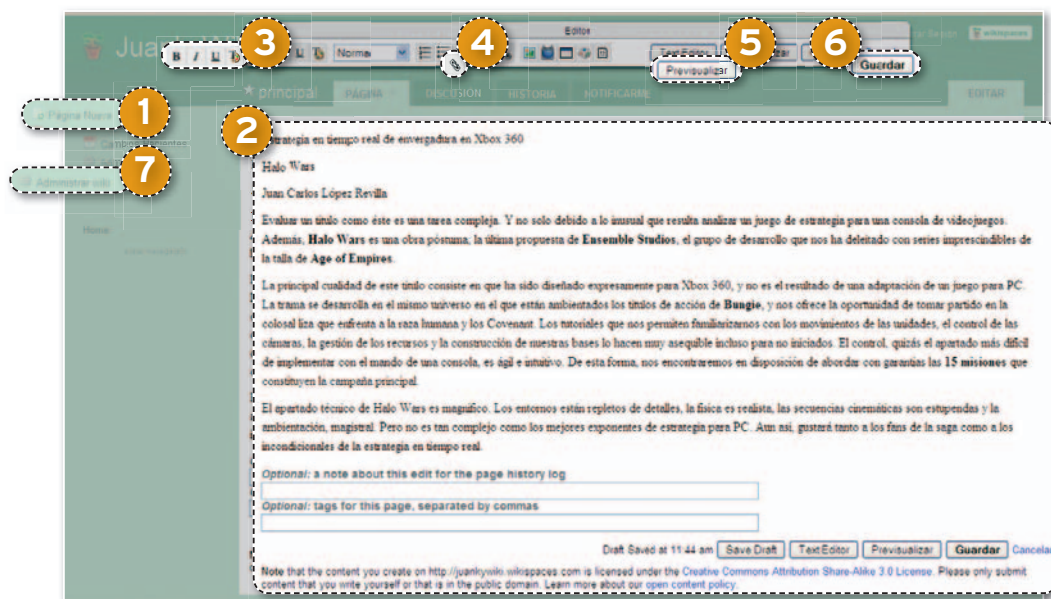 Editor
Juan
wikispaces
3
4
5
6
B I U
Normal
Text Editor
Previsualizar
Guardar
principal PÁGINA DISCUSIÓN HISTORIA NOTIFICARME EDITAR
Página Nueva
1
Cambios recientes
7
Administrar wiki
Home
2
Estrategia en tiempo real de envergadura en Xbox 360
Halo Wars
Juan Carlos López Revilla
Evaluar un título como éste es una tarea compleja. Y no solo debido a lo inusual que resulta analizar un juego de estrategia para una consola de videojuegos.
Además, Halo Wars es una obra póstuma, la última propuesta de Ensemble Studios, el grupo de desarrollo que nos ha deleitado con series imprescindibles de
la talla de Age of Empires.
La principal cualidad de este título consiste en que ha sido diseñado expresamente para Xbox 360, y no es el resultado de una adaptación de un juego para PC.
La trama se desarrolla en el mismo universo en el que están ambientados los títulos de acción de Bungie, y nos ofrece la oportunidad de tomar partido en la
colosal liza que enfrenta a la raza humana y los Covenant. Los tutoriales que nos permiten familiarizarnos con los movimientos de las unidades, el control de las
cámaras, la gestión de los recursos y la construcción de nuestras bases lo hacen muy asequible incluso para no iniciados. El control, quizás el apartado más difícil
de implementar con el mando de una consola, es ágil e intuitivo. De esta forma, nos encontraremos en disposición de abordar con garantías las 15 misiones que
constituyen la campaña principal.
El apartado técnico de Halo Wars es magnífico. Los entornos están repletos de detalles, la física es realista, las secuencias cinemáticas son estupendas y la
ambientación, magistral. Pero no es tan complejo como los mejores exponentes de estrategia para PC. Aun así, gustará tanto a los fans de la saga como a los
incondicionales de la estrategia en tiempo real.
Optional: a note about this edit for the page history log
Optional: tags for this page, separated by commas
Draft Saved at 11:44 am Save Draft Text Editor Previsualizar Guardar Cancelar
Note that the content you create on http://juankywiki.wikispaces.com is licensed under the Creative Commons Attribution Share-Alike 3.0 License. Please only submit
content that you write yourself or that is in the public domain. Learn more about our open content policy.